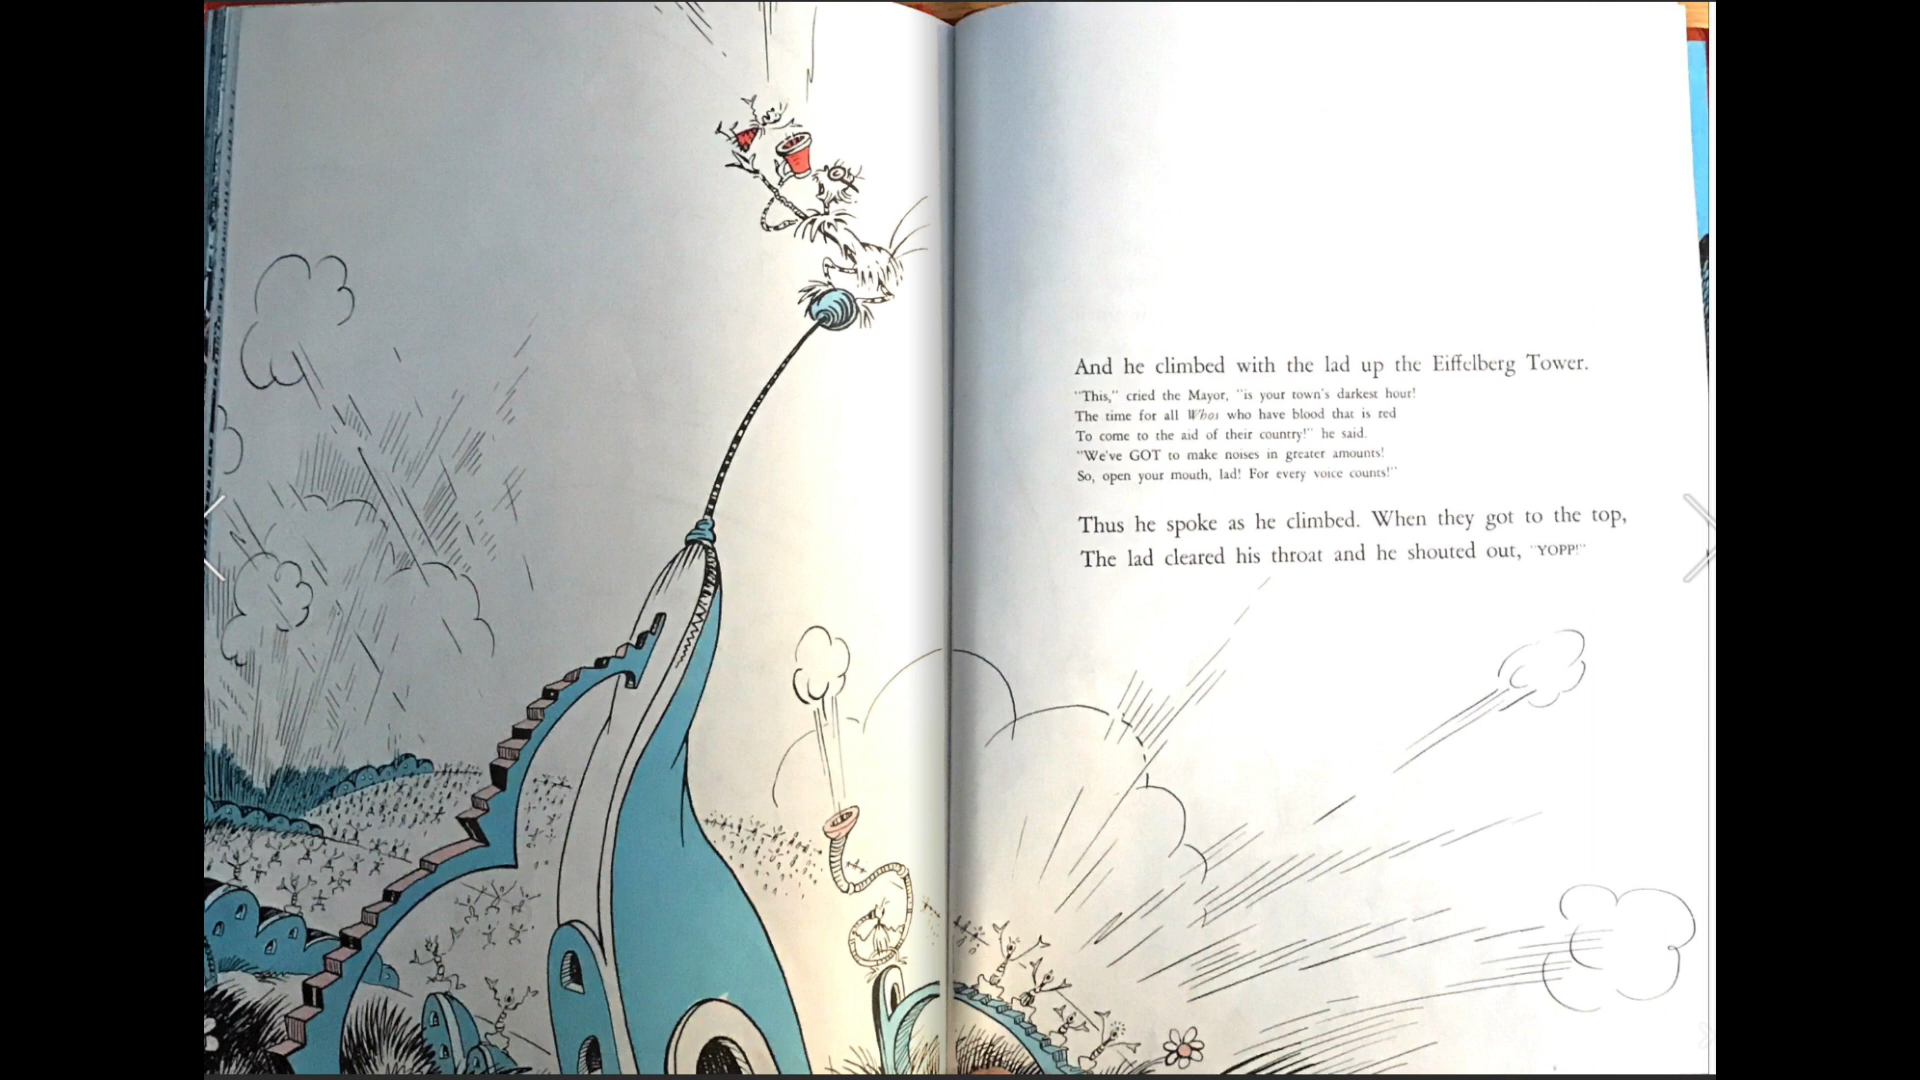 And he climbed with the lad up the Eiffelberg Tower.
"This," cried the Mayor, "is your town's darkest hour!
The time for all Whos who have blood that is red
To come to the aid of their country!" he said.
"We've GOT to make noises in greater amounts!
So, open your mouth, lad! For every voice counts!"
Thus he spoke as he climbed. When they got to the top,
The lad cleared his throat and he shouted out, "YOPP!"